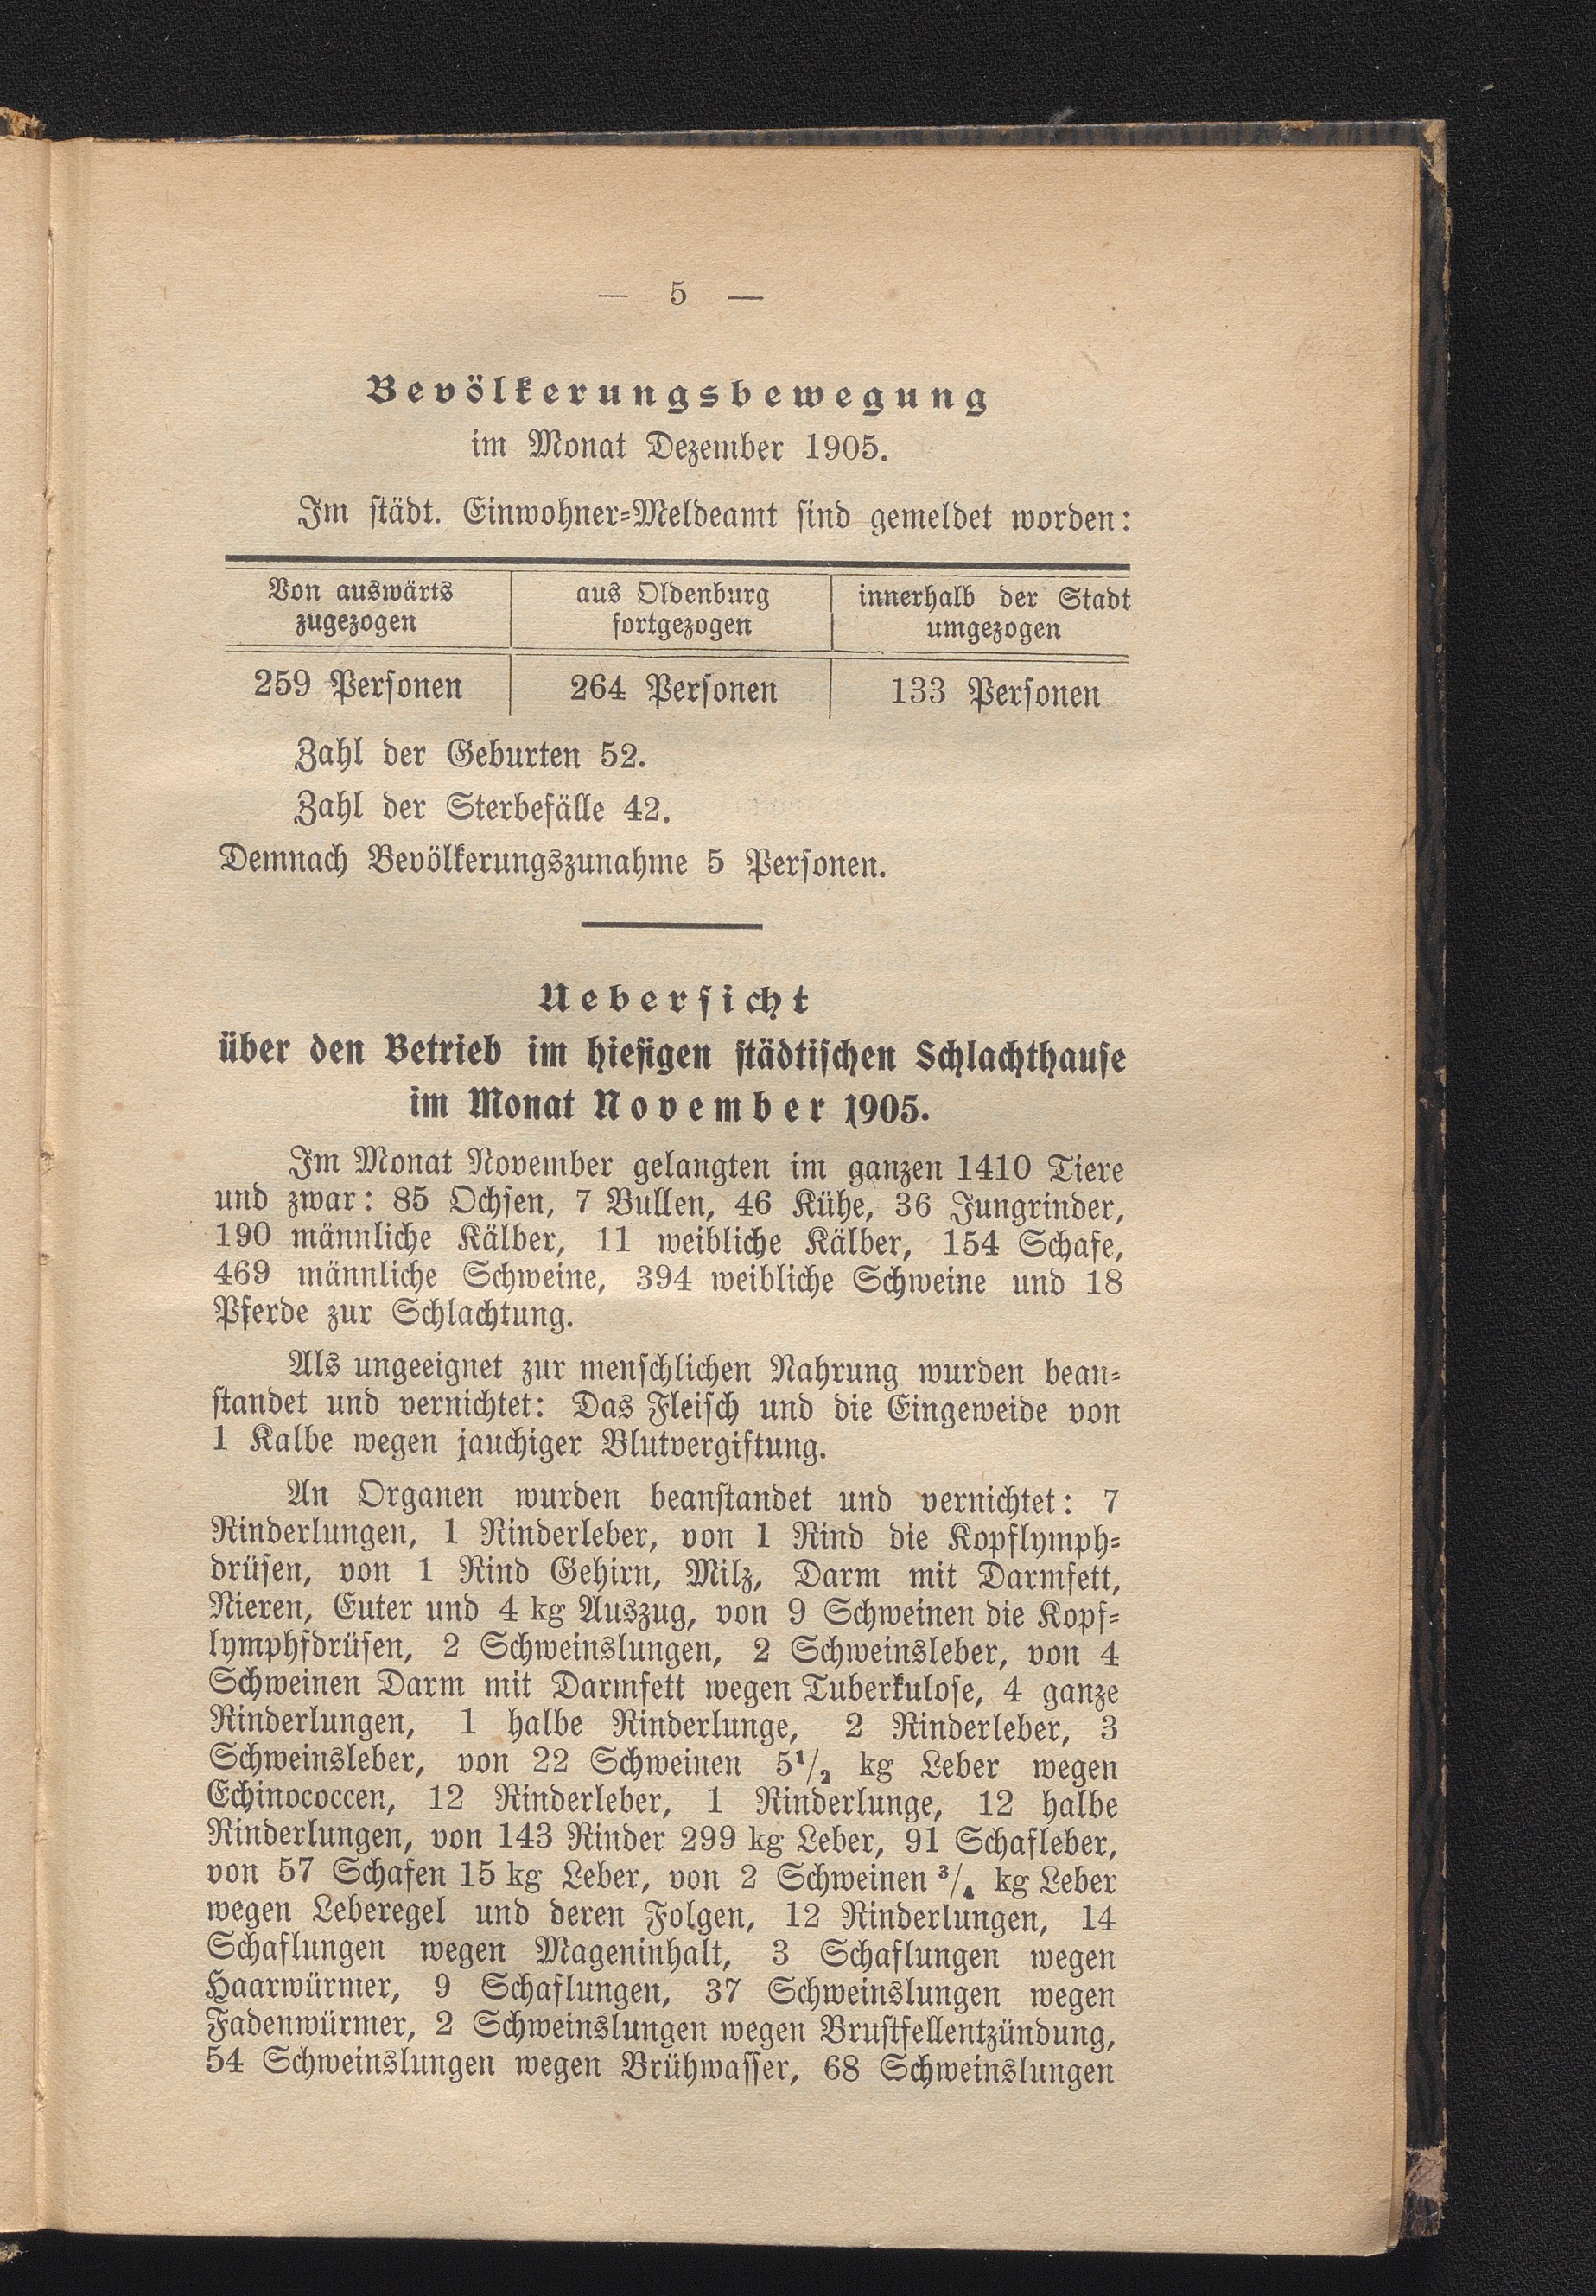 — 5 —
Bevölkerungsbewegung
im Monat Dezember 1905.
Im städt. Einwohner-Meldeamt sind gemeldet worden:
Von auswärts zugezogen | aus Oldenburg fortgezogen | innerhalb der Stadt umgezogen
259 Personen | 264 Personen | 133 Personen
Zahl der Geburten 52.
Zahl der Sterbefälle 42.
Demnach Bevölkerungszunahme 5 Personen.
Uebersicht
über den Betrieb im hiesigen städtischen Schlachthause
im Monat November 1905.
Im Monat November gelangten im ganzen 1410 Tiere
und zwar: 85 Ochsen, 7 Bullen, 46 Kühe, 36 Jungrinder,
190 männliche Kälber, 11 weibliche Kälber, 154 Schafe,
469 männliche Schweine, 394 weibliche Schweine und 18
Pferde zur Schlachtung.
Als ungeeignet zur menschlichen Nahrung wurden bean-
standet und vernichtet: Das Fleisch und die Eingeweide von
1 Kalbe wegen jauchiger Blutvergiftung.
An Organen wurden beanstandet und vernichtet: 7
Rinderlungen, 1 Rinderleber, von 1 Rind die Kopflymph-
drüsen, von 1 Rind Gehirn, Milz, Darm mit Darmfett,
Nieren, Euter und 4 kg Auszug, von 9 Schweinen die Kopf-
lymphfdrüsen, 2 Schweinslungen, 2 Schweinsleber, von 4
Schweinen Darm mit Darmfett wegen Tuberkulose, 4 ganze
Rinderlungen, 1 halbe Rinderlunge, 2 Rinderleber, 3
Schweinsleber, von 22 Schweinen 5¹/₂ kg Leber wegen
Echinococcen, 12 Rinderleber, 1 Rinderlunge, 12 halbe
Rinderlungen, von 143 Rinder 299 kg Leber, 91 Schafleber,
von 57 Schafen 15 kg Leber, von 2 Schweinen ³/₄ kg Leber
wegen Leberegel und deren Folgen, 12 Rinderlungen, 14
Schaflungen wegen Mageninhalt, 3 Schaflungen wegen
Haarwürmer, 9 Schaflungen, 37 Schweinslungen wegen
Fadenwürmer, 2 Schweinslungen wegen Brustfellentzündung,
54 Schweinslungen wegen Brühwasser, 68 Schweinslungen